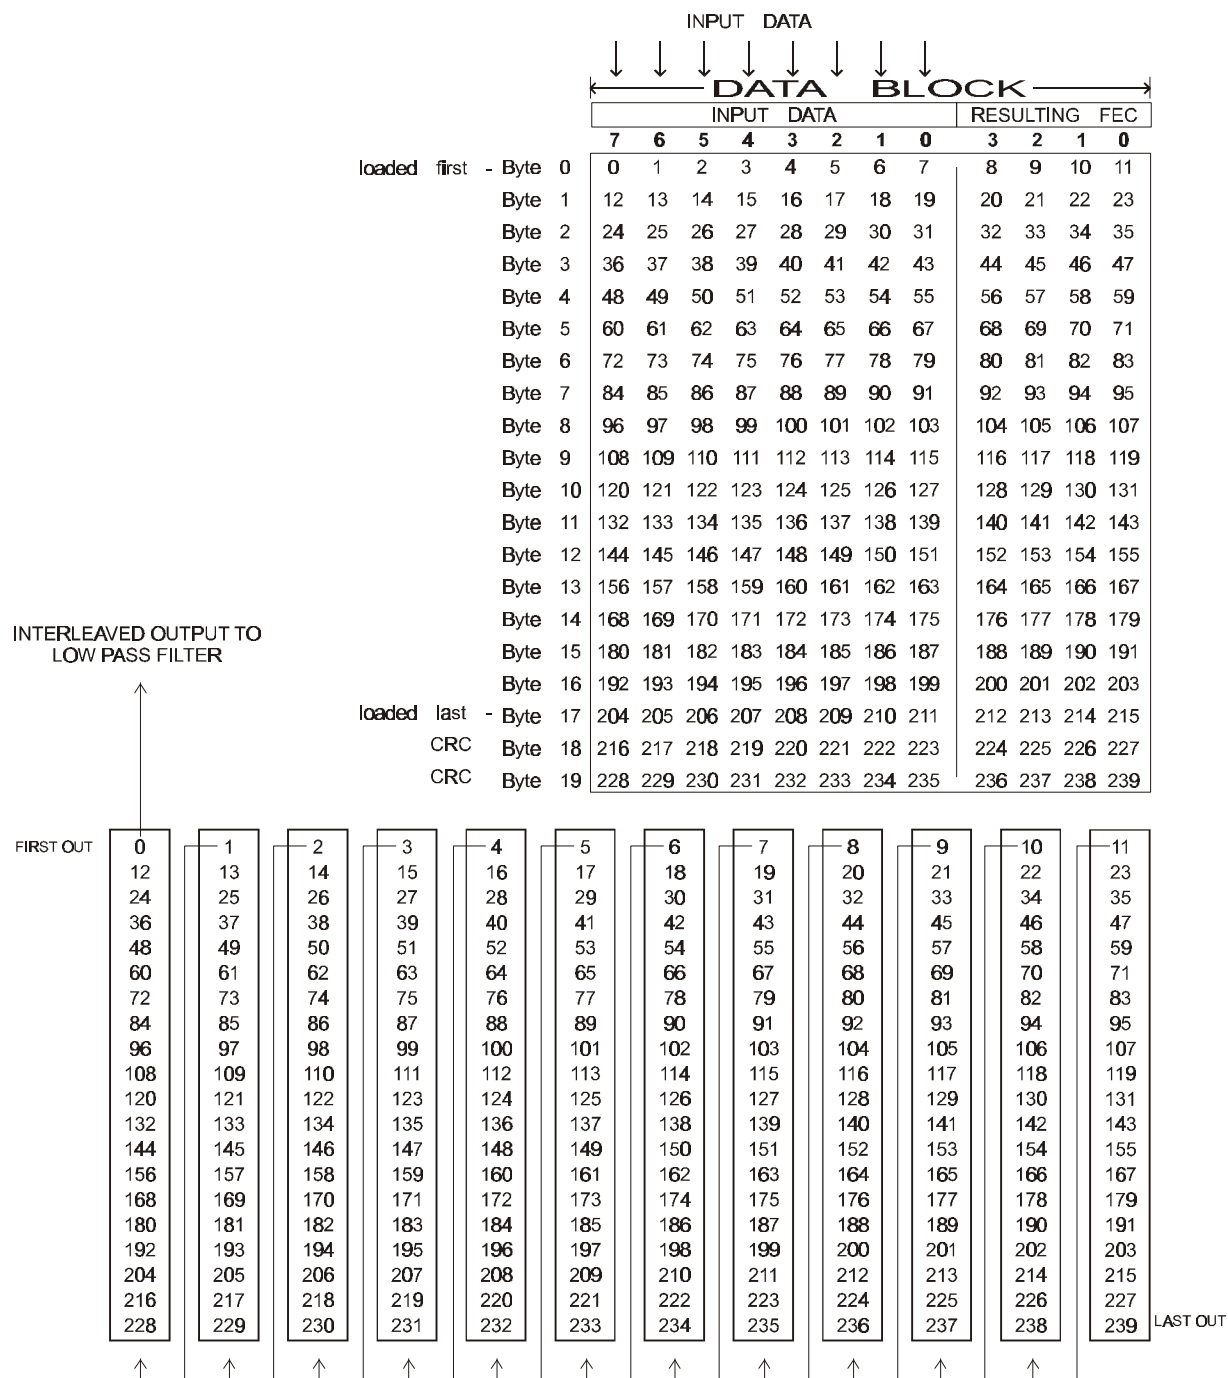 INPUT DATA
DATA BLOCK
INPUT DATA RESULTING FEC
7 6 5 4 3 2 1 0 3 2 1 0
loaded first - Byte 0 0 1 2 3 4 5 6 7 8 9 10 11
Byte 1 12 13 14 15 16 17 18 19 20 21 22 23
Byte 2 24 25 26 27 28 29 30 31 32 33 34 35
Byte 3 36 37 38 39 40 41 42 43 44 45 46 47
Byte 4 48 49 50 51 52 53 54 55 56 57 58 59
Byte 5 60 61 62 63 64 65 66 67 68 69 70 71
Byte 6 72 73 74 75 76 77 78 79 80 81 82 83
Byte 7 84 85 86 87 88 89 90 91 92 93 94 95
Byte 8 96 97 98 99 100 101 102 103 104 105 106 107
Byte 9 108 109 110 111 112 113 114 115 116 117 118 119
Byte 10 120 121 122 123 124 125 126 127 128 129 130 131
Byte 11 132 133 134 135 136 137 138 139 140 141 142 143
Byte 12 144 145 146 147 148 149 150 151 152 153 154 155
Byte 13 156 157 158 159 160 161 162 163 164 165 166 167
Byte 14 168 169 170 171 172 173 174 175 176 177 178 179
Byte 15 180 181 182 183 184 185 186 187 188 189 190 191
Byte 16 192 193 194 195 196 197 198 199 200 201 202 203
loaded last - Byte 17 204 205 206 207 208 209 210 211 212 213 214 215
CRC Byte 18 216 217 218 219 220 221 222 223 224 225 226 227
CRC Byte 19 228 229 230 231 232 233 234 235 236 237 238 239
INTERLEAVED OUTPUT TO
LOW PASS FILTER
FIRST OUT 0 1 2 3 4 5 6 7 8 9 10 11
12 13 14 15 16 17 18 19 20 21 22 23
24 25 26 27 28 29 30 31 32 33 34 35
36 37 38 39 40 41 42 43 44 45 46 47
48 49 50 51 52 53 54 55 56 57 58 59
60 61 62 63 64 65 66 67 68 69 70 71
72 73 74 75 76 77 78 79 80 81 82 83
84 85 86 87 88 89 90 91 92 93 94 95
96 97 98 99 100 101 102 103 104 105 106 107
108 109 110 111 112 113 114 115 116 117 118 119
120 121 122 123 124 125 126 127 128 129 130 131
132 133 134 135 136 137 138 139 140 141 142 143
144 145 146 147 148 149 150 151 152 153 154 155
156 157 158 159 160 161 162 163 164 165 166 167
168 169 170 171 172 173 174 175 176 177 178 179
180 181 182 183 184 185 186 187 188 189 190 191
192 193 194 195 196 197 198 199 200 201 202 203
204 205 206 207 208 209 210 211 212 213 214 215
216 217 218 219 220 221 222 223 224 225 226 227
228 229 230 231 232 233 234 235 236 237 238 239 LAST OUT